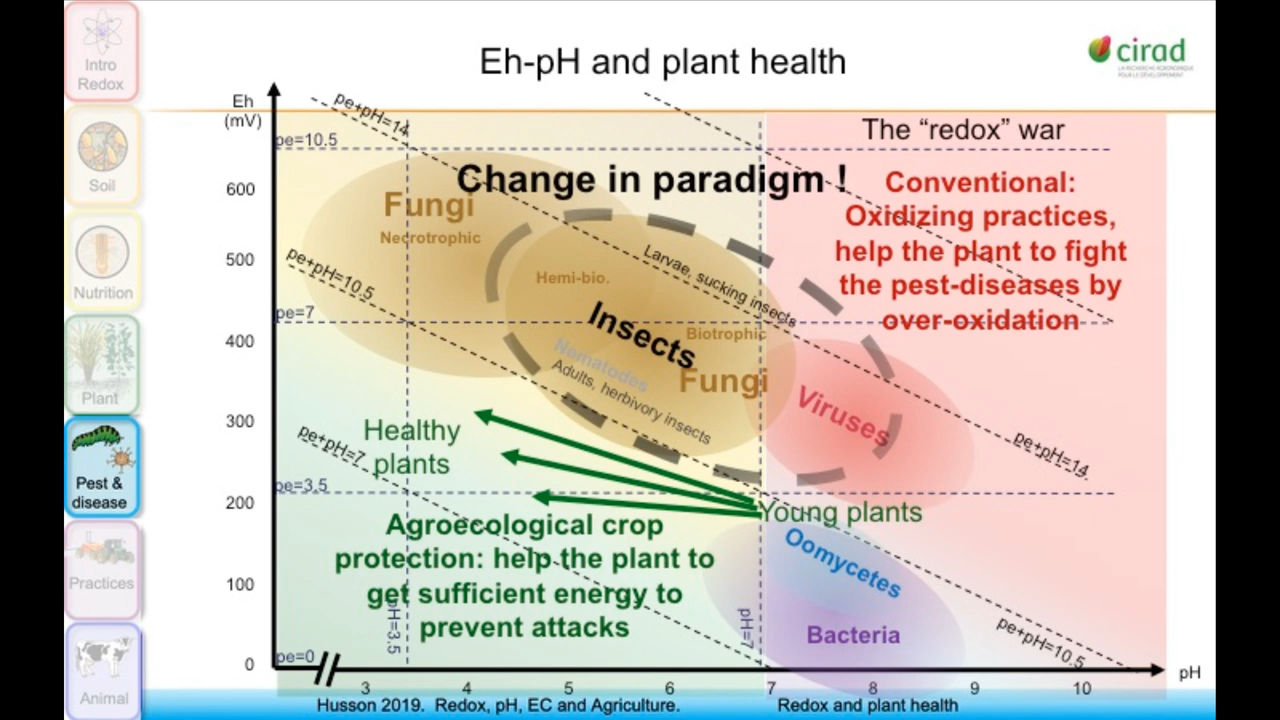 Eh-pH and plant health
cirad
LA RECHERCHE AGRONOMIQUE
POUR LE DÉVELOPPEMENT
Intro
Redox
Soil
Nutrition
Plant
Pest &
disease
Practices
Animal
Eh
(mV)
600
500
400
300
200
100
0
pe+pH=14
pe=10.5
The “redox” war
Change in paradigm !
Conventional:
Oxidizing practices,
help the plant to fight
the pest-diseases by
over-oxidation
Fungi
Necrotrophic
Hemi-bio.
Larvae, sucking insects
pe+pH=10.5
pe=7
Insects
Biotrophic
Nematodes
Adults, herbivory insects
Fungi
Viruses
Healthy
plants
pe+pH=7
pe+pH=14
pe=3.5
Young plants
Agroecological crop
protection: help the plant to
get sufficient energy to
prevent attacks
Oomycetes
Bacteria
pH=3.5
pH=7
pe+pH=10.5
pe=0
pH
3 4 5 6 7 8 9 10
Husson 2019. Redox, pH, EC and Agriculture.
Redox and plant health